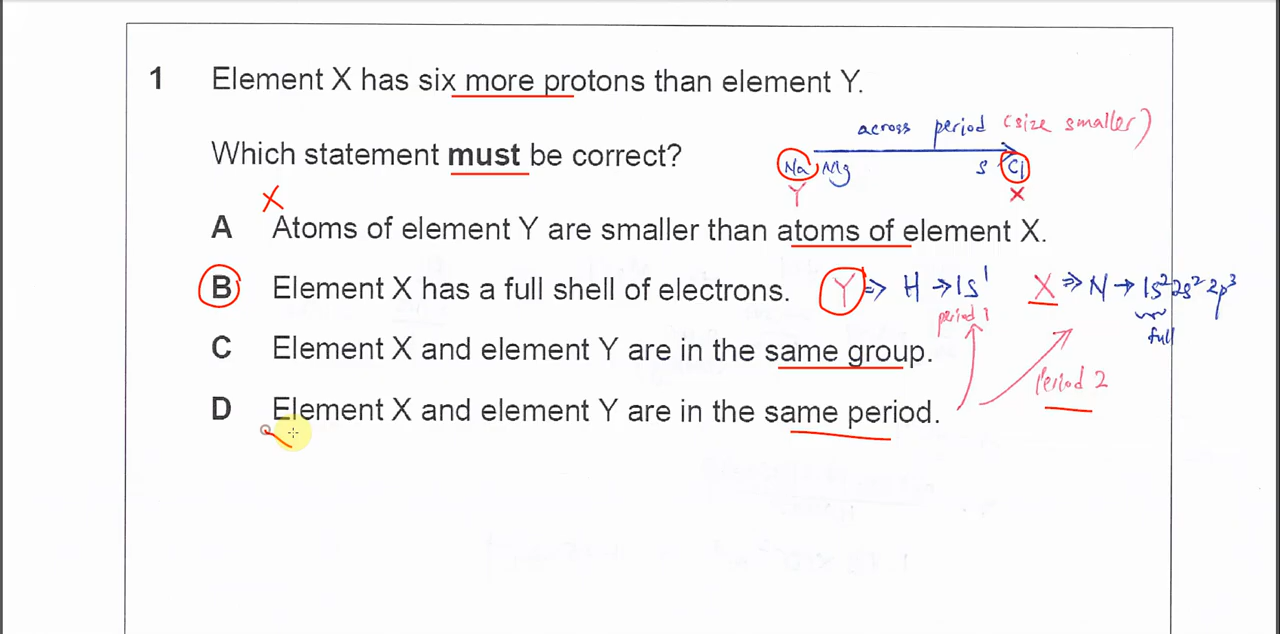 1 Element X has six more protons than element Y.
across period (size smaller)
Which statement must be correct?
Na, Mg S Cl
Y X
X
A Atoms of element Y are smaller than atoms of element X.
B Element X has a full shell of electrons.
Y ⇒ H → 1s¹ X ⇒ N → 1s² 2s² 2p³
period 1
full
C Element X and element Y are in the same group.
Period 2
D Element X and element Y are in the same period.